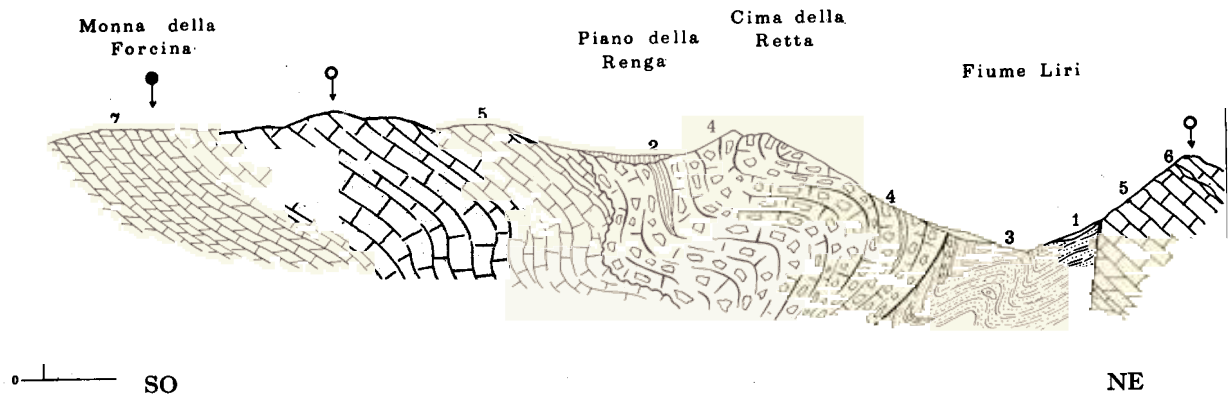 Monna della
Forcina
Piano della
Renga
Cima della
Retta
Fiume Liri
7
5
2
4
4
3
1
5
6
0
SO
NE